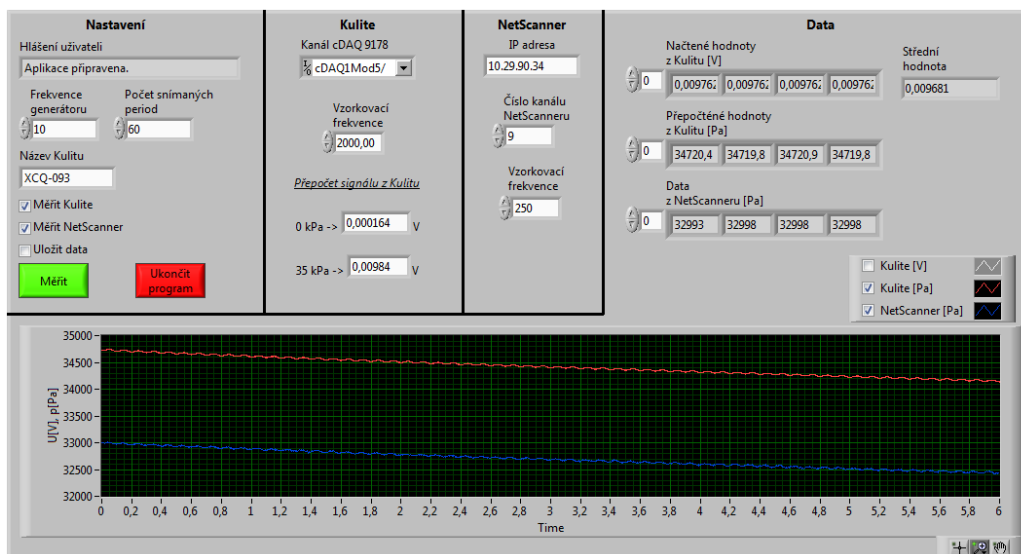 Nastavení
Hlášení uživateli
Aplikace připravena.
Frekvence
generátoru
10
Počet snímaných
period
60
Název Kulitu
XCQ-093
Měřit Kulite
Měřit NetScanner
Uložit data
Měřit
Ukončit
program
Kulite
Kanál cDAQ 9178
cDAQ1Mod5/
Vzorkovací
frekvence
2000,00
Přepočet signálu z Kulitu
0 kPa -> 0,000164 V
35 kPa -> 0,00984 V
NetScanner
IP adresa
10.29.90.34
Číslo kanálu
NetScanneru
9
Vzorkovací
frekvence
250
Data
Načtené hodnoty
z Kulitu [V]
0 0,009762 0,009762 0,009762 0,009762
Střední
hodnota
0,009681
Přepočténé hodnoty
z Kulitu [Pa]
0 34720,4 34719,8 34720,9 34719,8
Data
z NetScanneru [Pa]
0 32993 32998 32998 32998
Kulite [V]
Kulite [Pa]
NetScanner [Pa]
U[V], p[Pa]
35000
34500
34000
33500
33000
32500
32000
0 0,2 0,4 0,6 0,8 1 1,2 1,4 1,6 1,8 2 2,2 2,4 2,6 2,8 3 3,2 3,4 3,6 3,8 4 4,2 4,4 4,6 4,8 5 5,2 5,4 5,6 5,8 6
Time